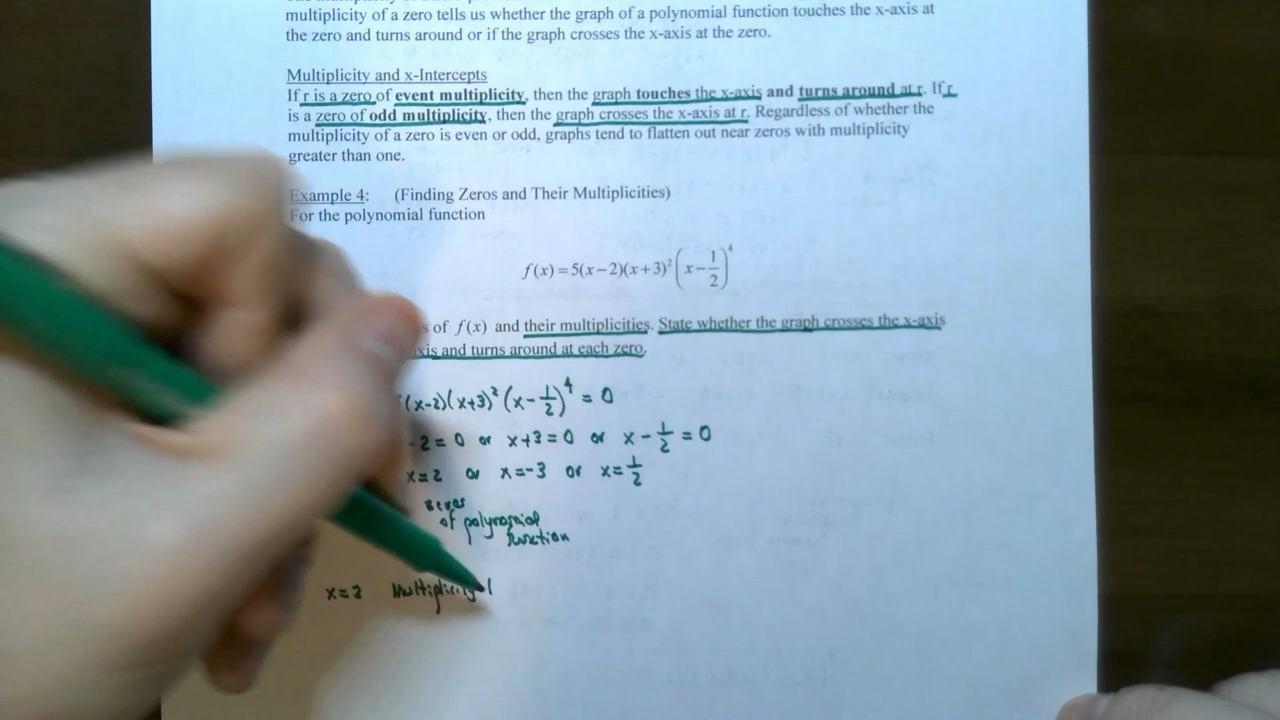 multiplicity of a zero tells us whether the graph of a polynomial function touches the x-axis at
the zero and turns around or if the graph crosses the x-axis at the zero.
Multiplicity and x-Intercepts
If r is a zero of event multiplicity, then the graph touches the x-axis and turns around at r. If r
is a zero of odd multiplicity, then the graph crosses the x-axis at r. Regardless of whether the
multiplicity of a zero is even or odd, graphs tend to flatten out near zeros with multiplicity
greater than one.
Example 4: (Finding Zeros and Their Multiplicities)
For the polynomial function
f(x) = 5(x−2)(x+3)²(x−1/2)⁴
s of f(x) and their multiplicities. State whether the graph crosses the x-axis
xis and turns around at each zero.
(x-2)(x+3)²(x-1/2)⁴ = 0
-2=0 or x+3=0 or x-1/2=0
x=2 or x=-3 or x=1/2
zeros
of polynomial
function
x=2 Multiplicity 1